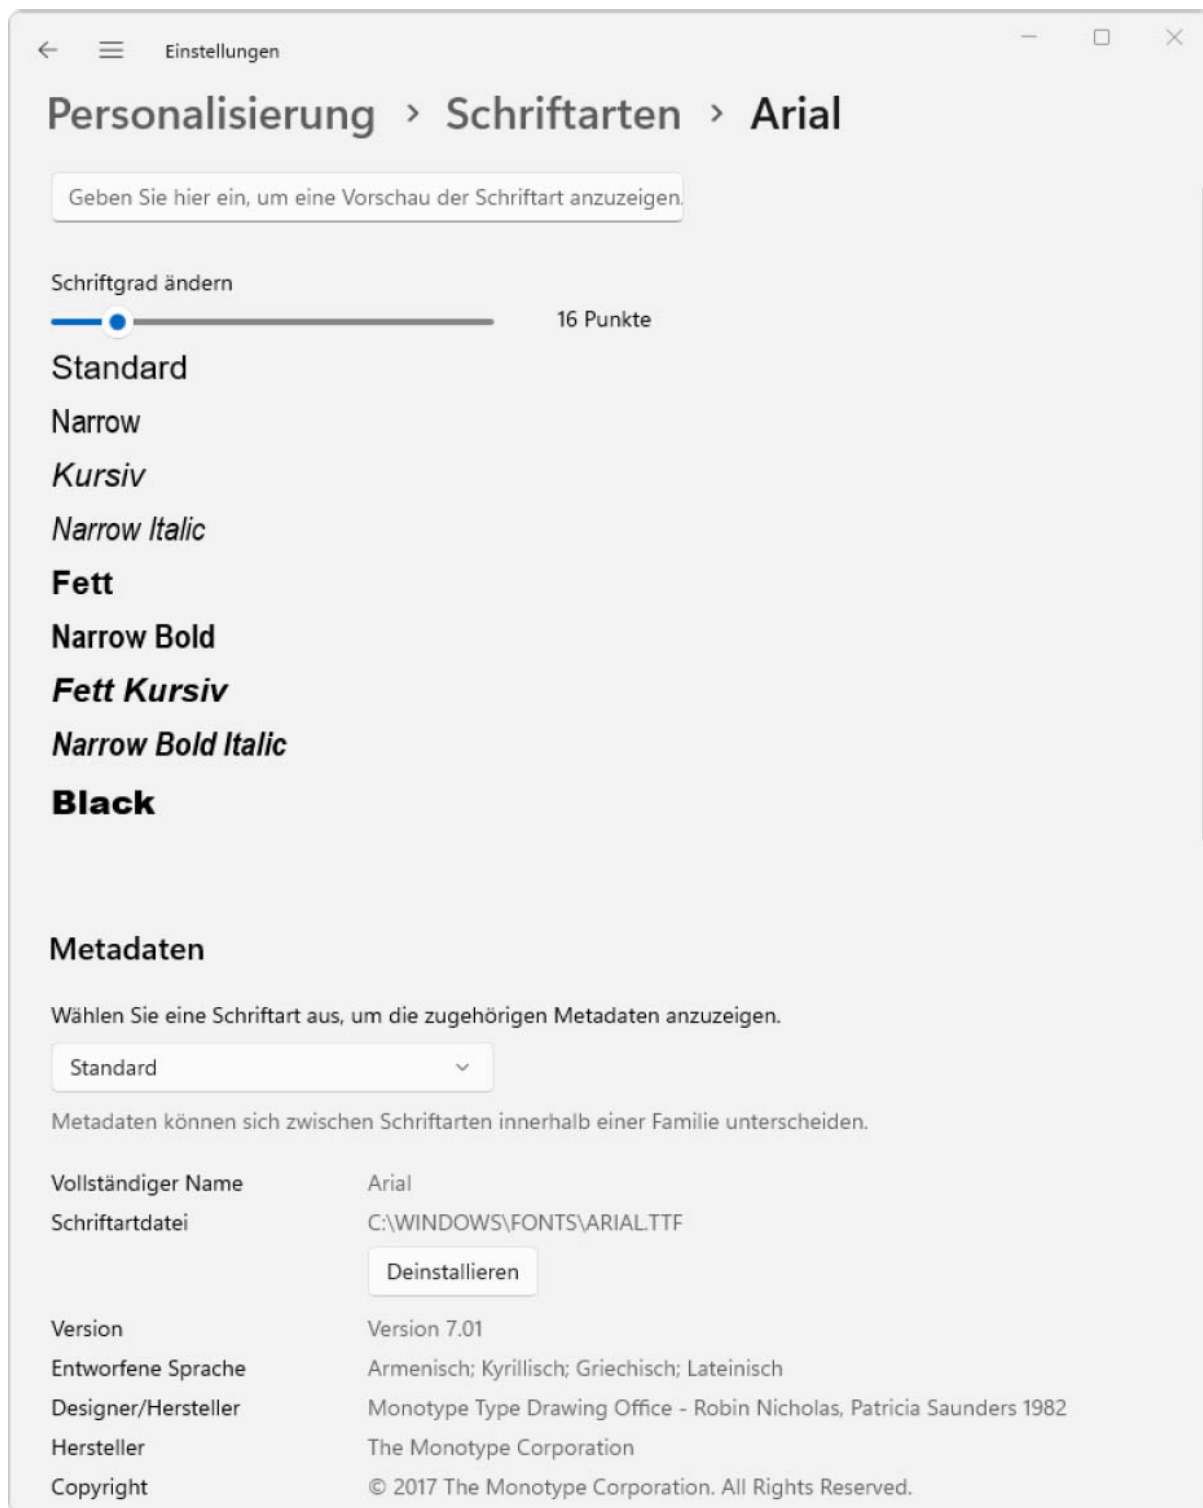 Einstellungen
Personalisierung > Schriftarten > Arial
Geben Sie hier ein, um eine Vorschau der Schriftart anzuzeigen.
Schriftgrad ändern
16 Punkte
Standard
Narrow
Kursiv
Narrow Italic
Fett
Narrow Bold
Fett Kursiv
Narrow Bold Italic
Black
Metadaten
Wählen Sie eine Schriftart aus, um die zugehörigen Metadaten anzuzeigen.
Standard
Metadaten können sich zwischen Schriftarten innerhalb einer Familie unterscheiden.
Vollständiger Name Arial
Schriftartdatei C:\WINDOWS\FONTS\ARIAL.TTF
Deinstallieren
Version Version 7.01
Entworfene Sprache Armenisch; Kyrillisch; Griechisch; Lateinisch
Designer/Hersteller Monotype Type Drawing Office - Robin Nicholas, Patricia Saunders 1982
Hersteller The Monotype Corporation
Copyright © 2017 The Monotype Corporation. All Rights Reserved.